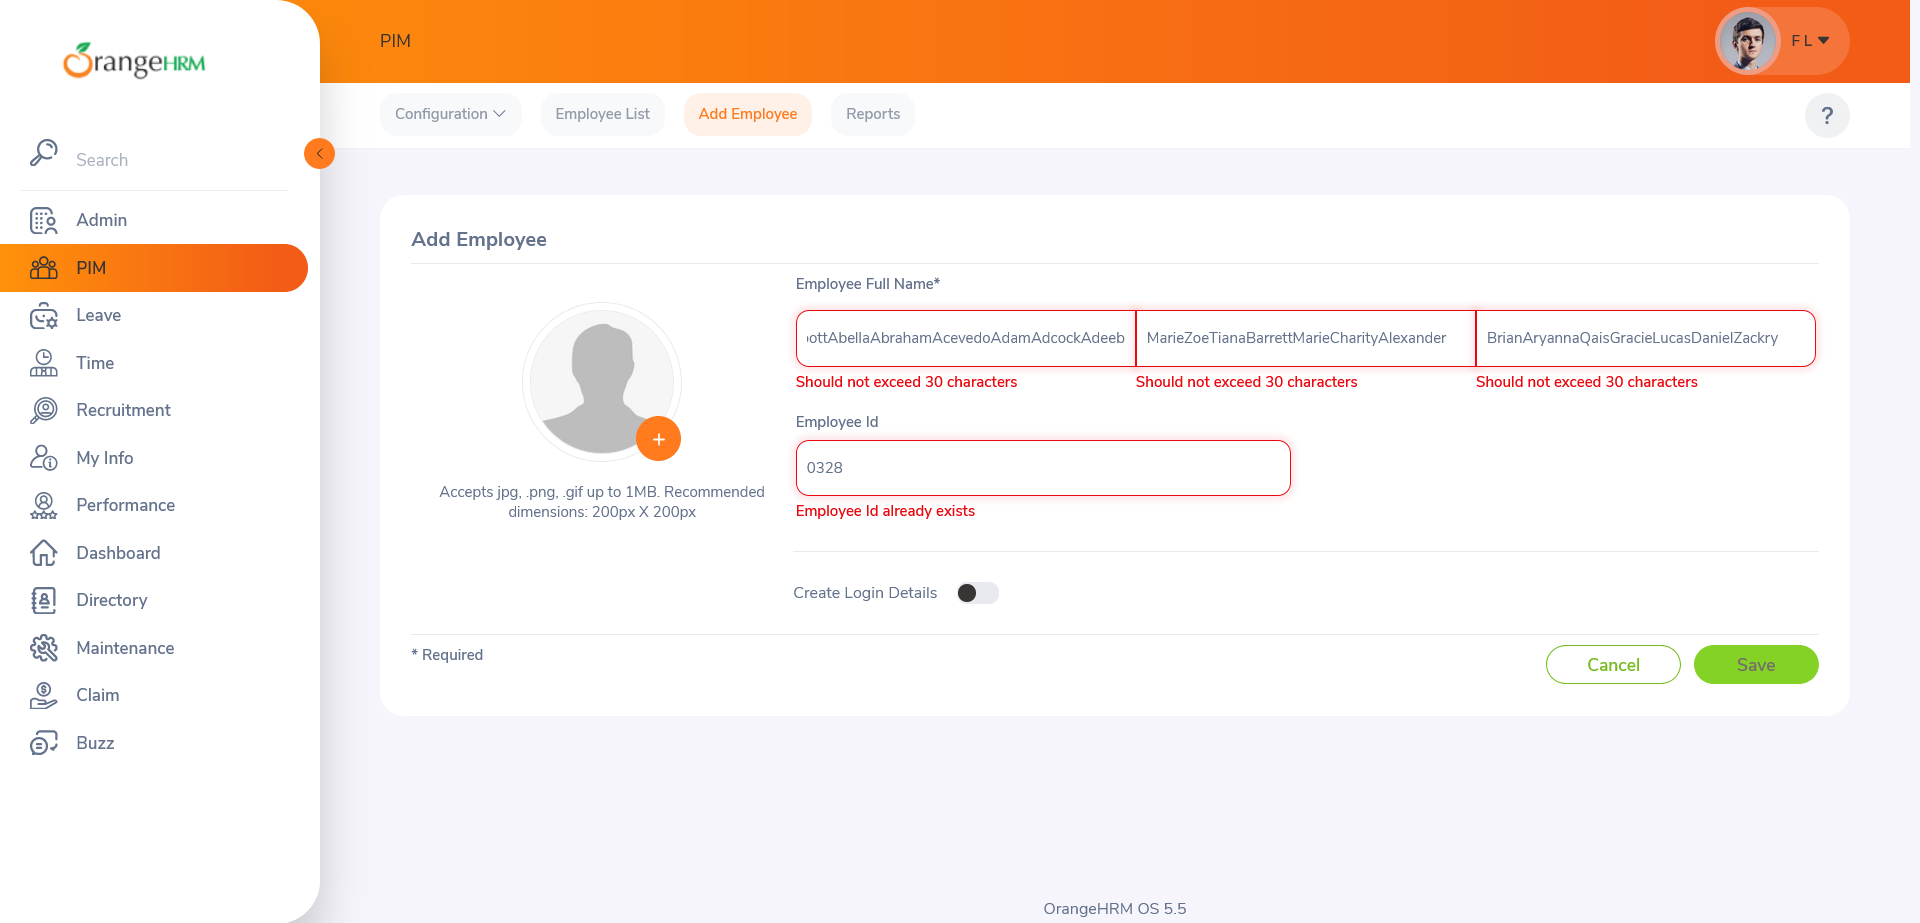 OrangeHRM
PIM
F L
Configuration
Employee List
Add Employee
Reports
?
Search
Admin
PIM
Leave
Time
Recruitment
My Info
Performance
Dashboard
Directory
Maintenance
Claim
Buzz
Add Employee
Accepts jpg, .png, .gif up to 1MB. Recommended
dimensions: 200px X 200px
Employee Full Name*
ottAbellaAbrahamAcevedoAdamAdcockAdeeb
MarieZoeTianaBarrettMarieCharityAlexander
BrianAryannaQaisGracieLucasDanielZackry
Should not exceed 30 characters
Should not exceed 30 characters
Should not exceed 30 characters
Employee Id
0328
Employee Id already exists
Create Login Details
* Required
Cancel
Save
OrangeHRM OS 5.5